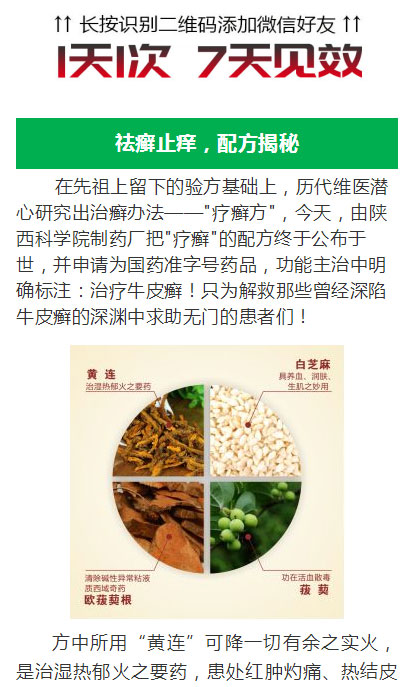 ↑↑ 长按识别二维码添加微信好友 ↑↑
1天1次 7天见效
祛癣止痒，配方揭秘
在先祖上留下的验方基础上，历代维医潜
心研究出治癣办法——"疗癣方"，今天，由陕
西科学院制药厂把"疗癣"的配方终于公布于
世，并申请为国药准字号药品，功能主治中明
确标注：治疗牛皮癣！只为解救那些曾经深陷
牛皮癣的深渊中求助无门的患者们！
黄连
治湿热郁火之要药
白芝麻
具养血、润肤、
生肌之妙用
清除碱性异常粘液
质西域奇药
欧菝葜根
功在活血散毒
菝葜
方中所用“黄连”可降一切有余之实火，
是治湿热郁火之要药，患处红肿灼痛、热结皮